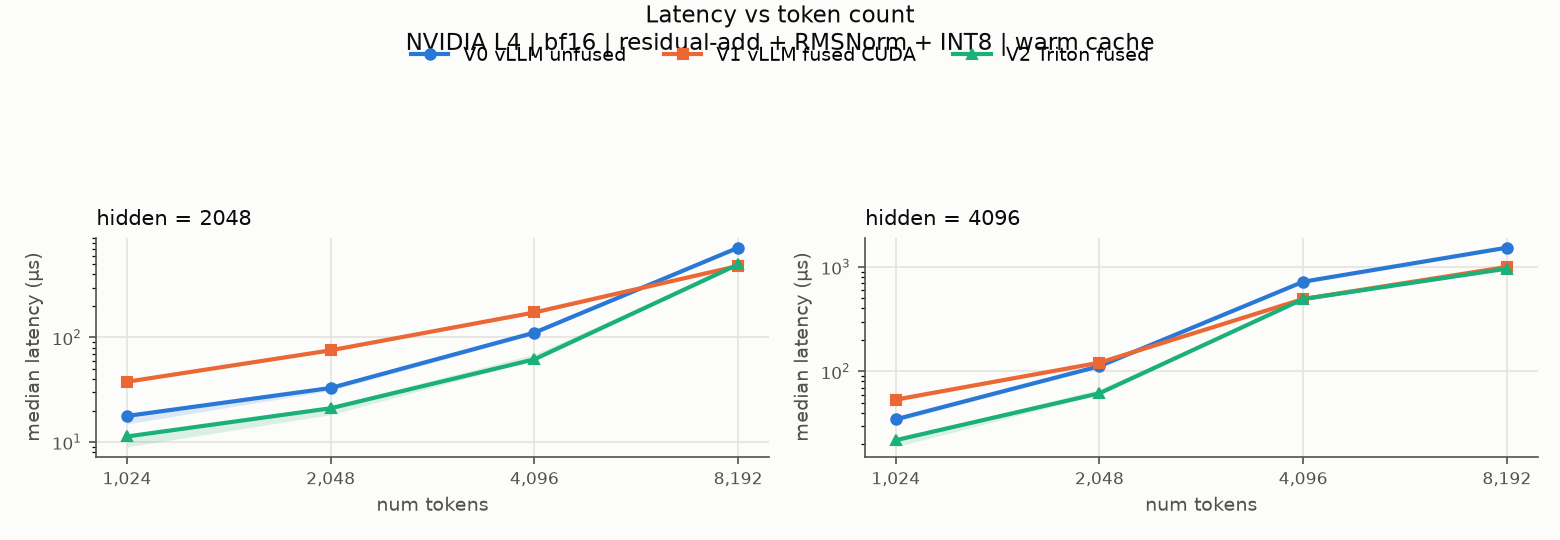 Latency vs token count
NVIDIA L4 | bf16 | residual-add + RMSNorm + INT8 | warm cache
V0 vLLM unfused V1 vLLM fused CUDA V2 Triton fused
hidden = 2048
median latency (µs)
10²
10¹
1,024 2,048 4,096 8,192
num tokens
hidden = 4096
median latency (µs)
10³
10²
1,024 2,048 4,096 8,192
num tokens